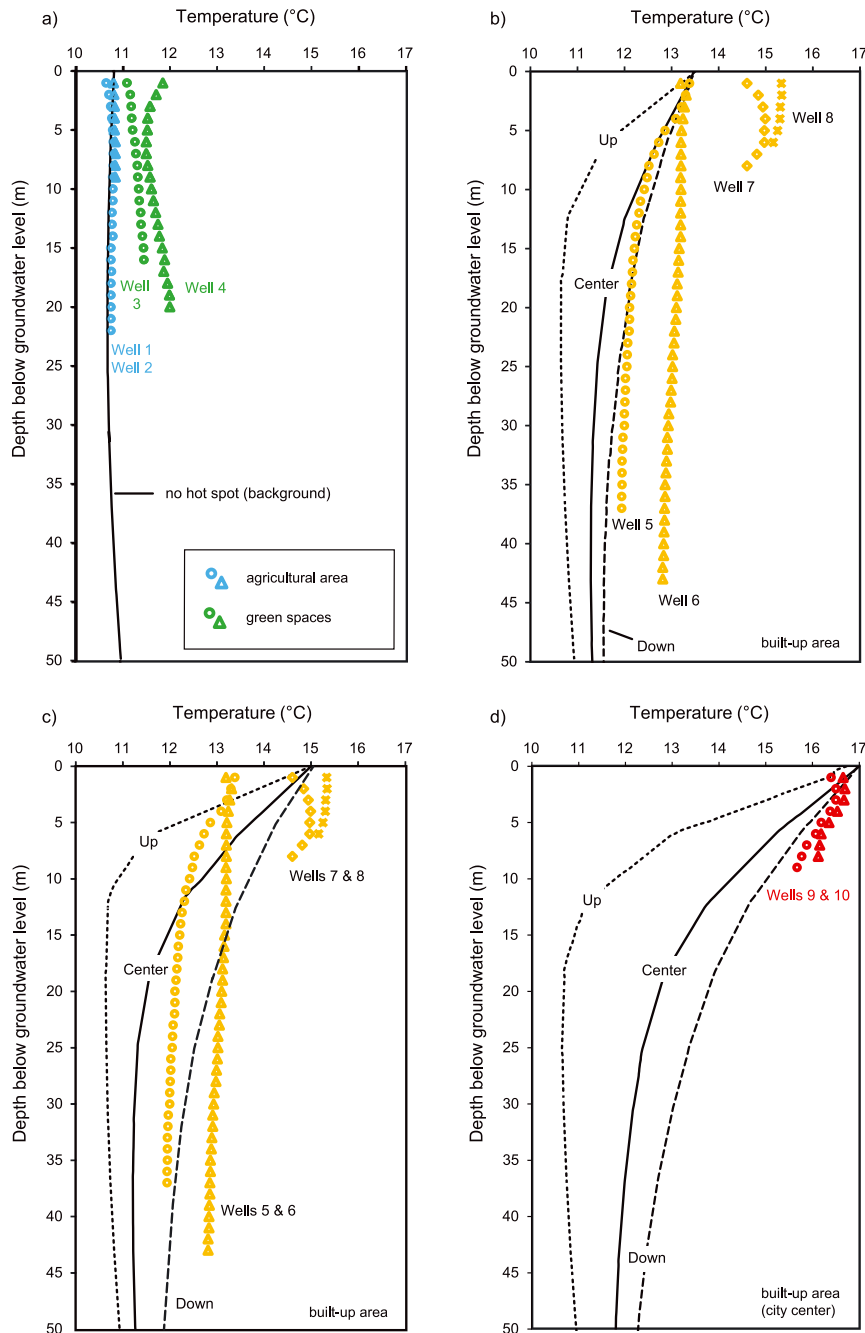 Temperature (°C)
a)
10 11 12 13 14 15 16 17
0
5
10
15
20
25
30
35
40
45
50
Depth below groundwater level (m)
Well
3
Well 4
Well 1
Well 2
no hot spot (background)
agricultural area
green spaces
Temperature (°C)
b)
10 11 12 13 14 15 16 17
0
5
10
15
20
25
30
35
40
45
50
Depth below groundwater level (m)
Up
Well 8
Well 7
Center
Well 5
Well 6
Down
built-up area
Temperature (°C)
c)
10 11 12 13 14 15 16 17
0
5
10
15
20
25
30
35
40
45
50
Depth below groundwater level (m)
Up
Wells 7 & 8
Center
Wells 5 & 6
Down
built-up area
Temperature (°C)
d)
10 11 12 13 14 15 16 17
0
5
10
15
20
25
30
35
40
45
50
Depth below groundwater level (m)
Up
Wells 9 & 10
Center
Down
built-up area
(city center)